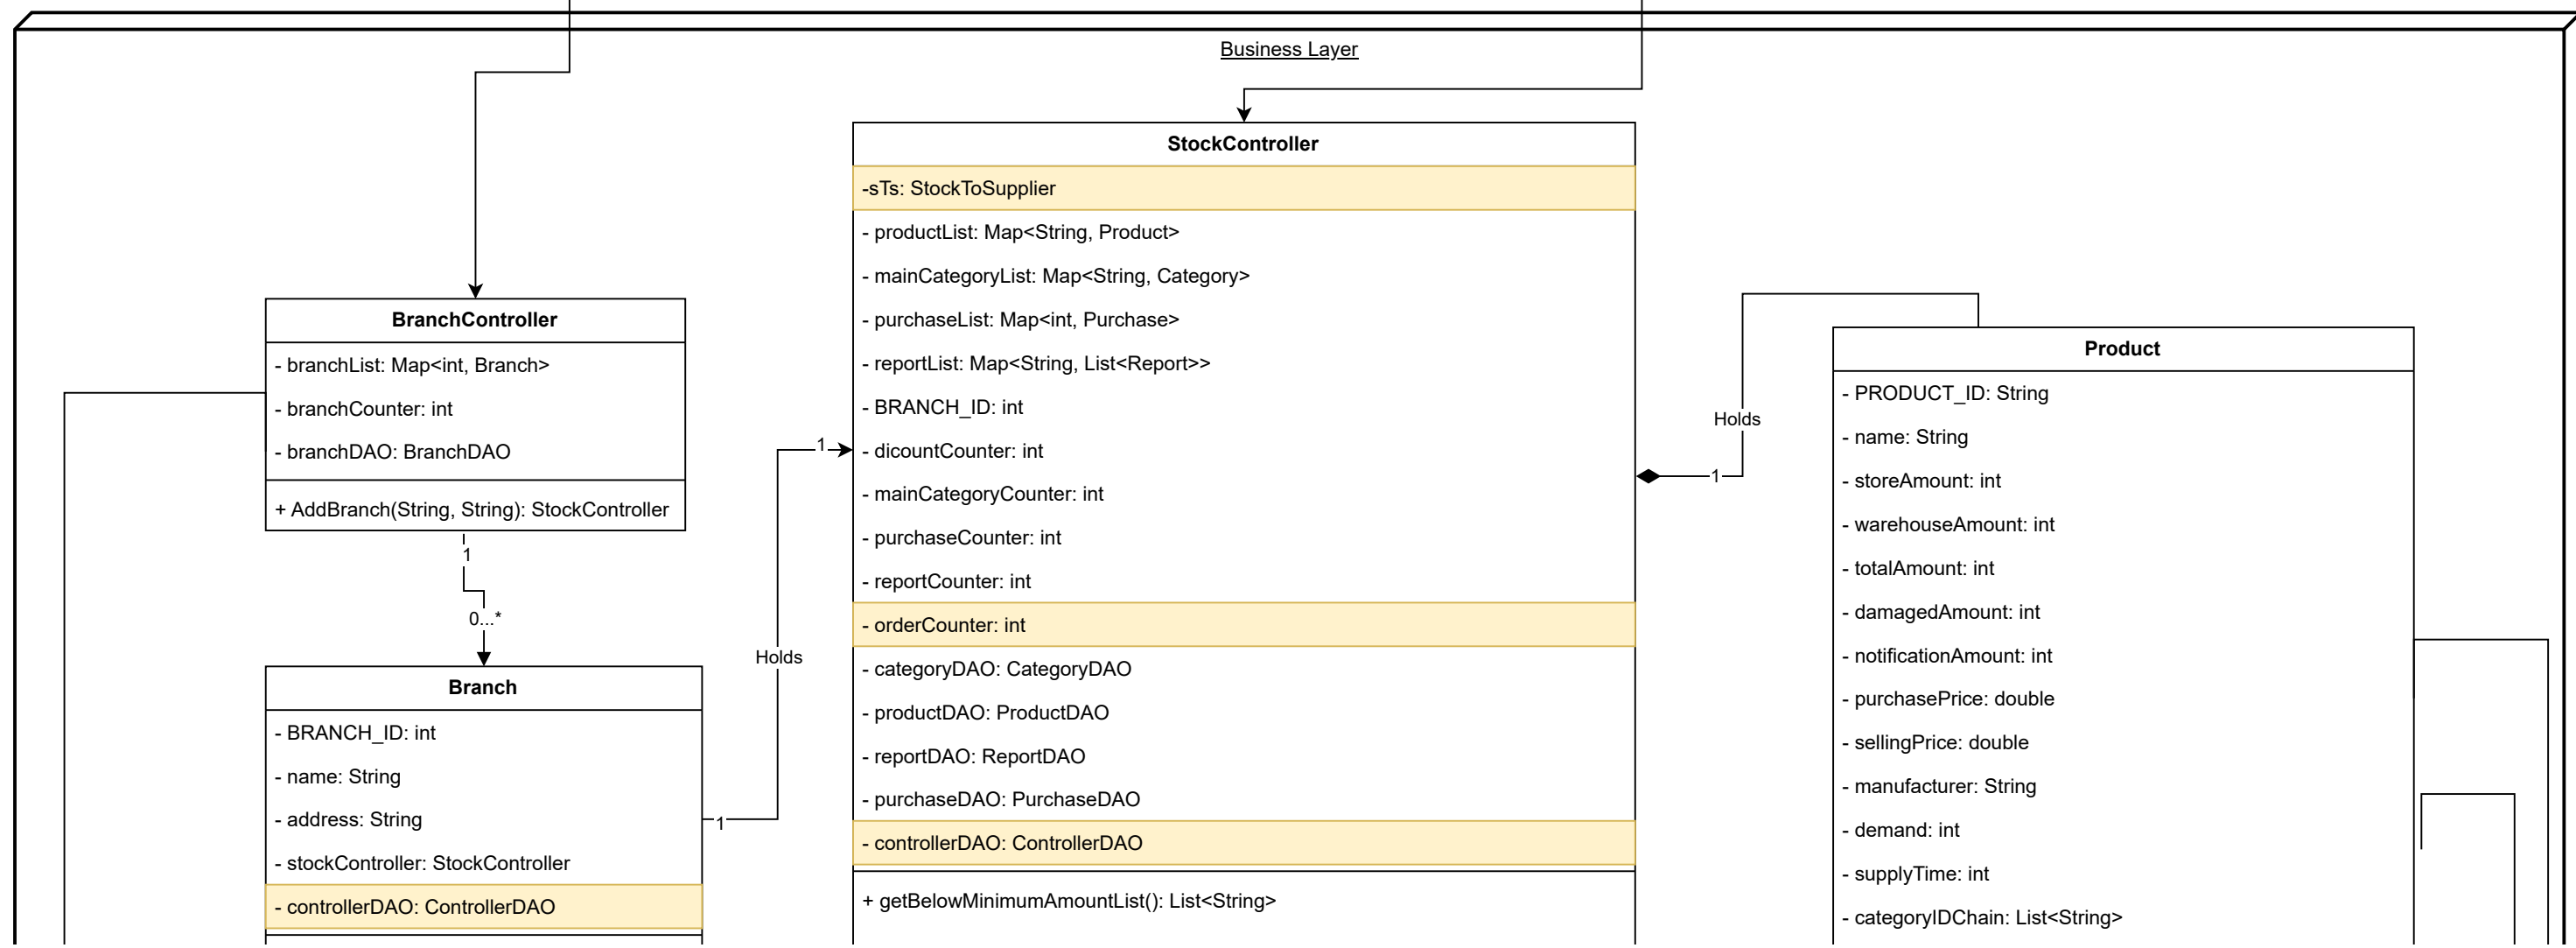 Business Layer
BranchController
- branchList: Map<int, Branch>
- branchCounter: int
- branchDAO: BranchDAO
+ AddBranch(String, String): StockController
1
0...*
Branch
- BRANCH_ID: int
- name: String
- address: String
- stockController: StockController
- controllerDAO: ControllerDAO
1
Holds
1
StockController
-sTs: StockToSupplier
- productList: Map<String, Product>
- mainCategoryList: Map<String, Category>
- purchaseList: Map<int, Purchase>
- reportList: Map<String, List<Report>>
- BRANCH_ID: int
- dicountCounter: int
- mainCategoryCounter: int
- purchaseCounter: int
- reportCounter: int
- orderCounter: int
- categoryDAO: CategoryDAO
- productDAO: ProductDAO
- reportDAO: ReportDAO
- purchaseDAO: PurchaseDAO
- controllerDAO: ControllerDAO
+ getBelowMinimumAmountList(): List<String>
1
Holds
Product
- PRODUCT_ID: String
- name: String
- storeAmount: int
- warehouseAmount: int
- totalAmount: int
- damagedAmount: int
- notificationAmount: int
- purchasePrice: double
- sellingPrice: double
- manufacturer: String
- demand: int
- supplyTime: int
- categoryIDChain: List<String>